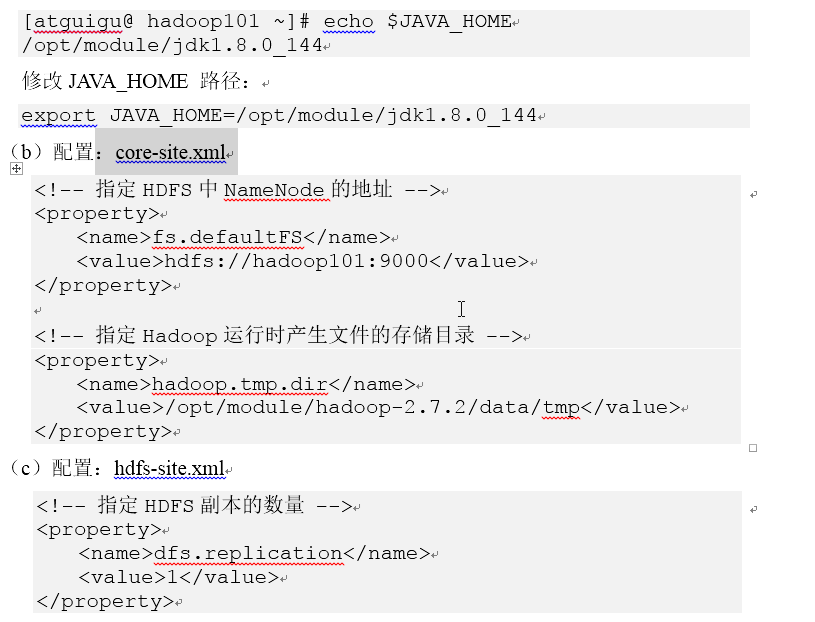 [atguigu@ hadoop101 ~]# echo $JAVA_HOME
/opt/module/jdk1.8.0_144
修改 JAVA_HOME 路径：
export JAVA_HOME=/opt/module/jdk1.8.0_144
（b）配置：core-site.xml
<!-- 指定 HDFS 中 NameNode 的地址 -->
<property>
<name>fs.defaultFS</name>
<value>hdfs://hadoop101:9000</value>
</property>
<!-- 指定 Hadoop 运行时产生文件的存储目录 -->
<property>
<name>hadoop.tmp.dir</name>
<value>/opt/module/hadoop-2.7.2/data/tmp</value>
</property>
（c）配置：hdfs-site.xml
<!-- 指定 HDFS 副本的数量 -->
<property>
<name>dfs.replication</name>
<value>1</value>
</property>